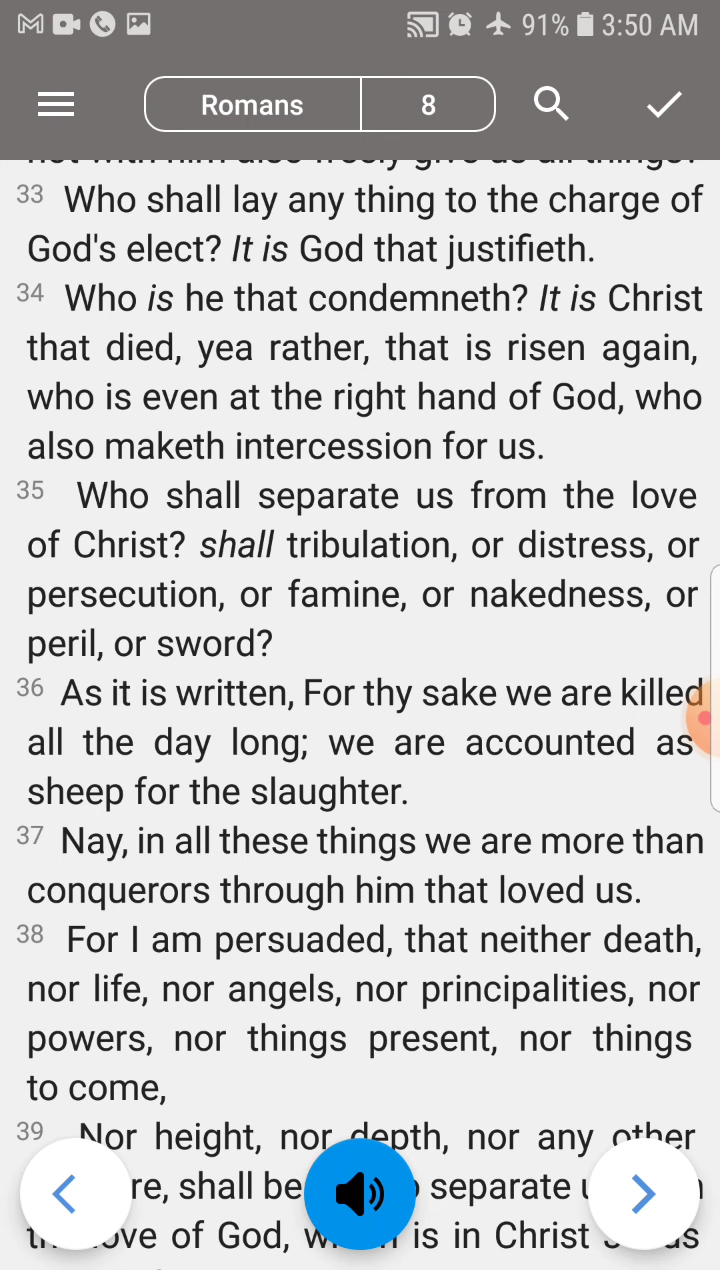 91% 3:50 AM
Romans 8
33 Who shall lay any thing to the charge of
God's elect? It is God that justifieth.
34 Who is he that condemneth? It is Christ
that died, yea rather, that is risen again,
who is even at the right hand of God, who
also maketh intercession for us.
35 Who shall separate us from the love
of Christ? shall tribulation, or distress, or
persecution, or famine, or nakedness, or
peril, or sword?
36 As it is written, For thy sake we are killed
all the day long; we are accounted as
sheep for the slaughter.
37 Nay, in all these things we are more than
conquerors through him that loved us.
38 For I am persuaded, that neither death,
nor life, nor angels, nor principalities, nor
powers, nor things present, nor things
to come,
39 Nor height, nor depth, nor any other
shall be separate
of God, is in Christ